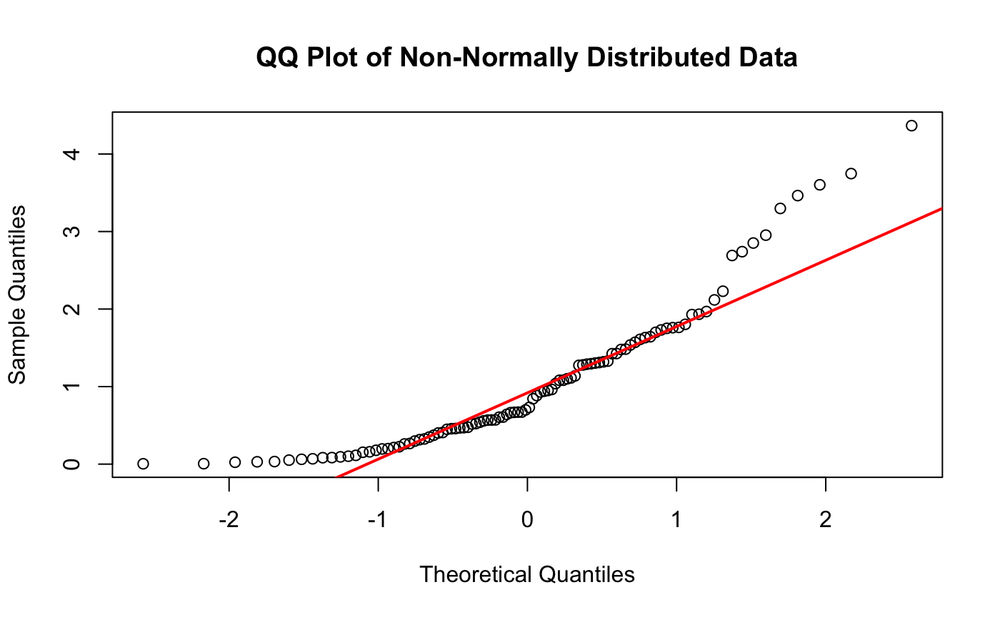 QQ Plot of Non-Normally Distributed Data
Sample Quantiles
4
3
2
1
0
-2 -1 0 1 2
Theoretical Quantiles